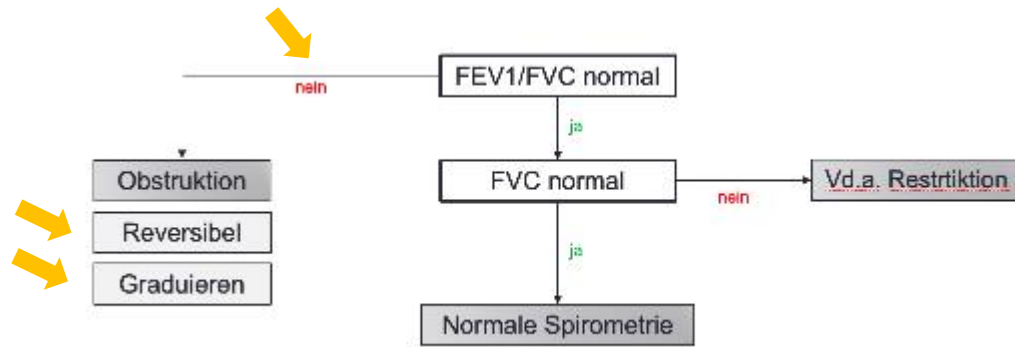 FEV1/FVC normal
nein
ja
Obstruktion
FVC normal
nein
Vd.a. Restrtiktion
Reversibel
ja
Graduieren
Normale Spirometrie